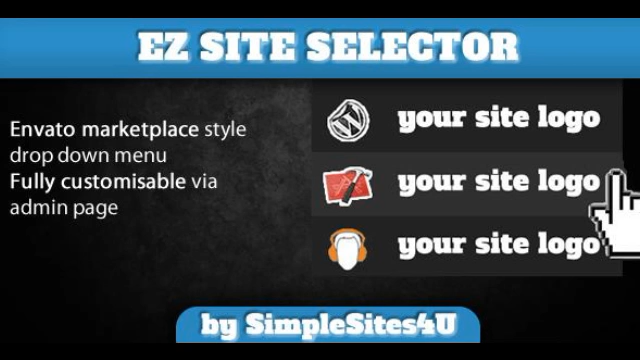 EZ SITE SELECTOR
Envato marketplace style
drop down menu
Fully customisable via
admin page
your site logo
your site logo
your site logo
by SimpleSites4U